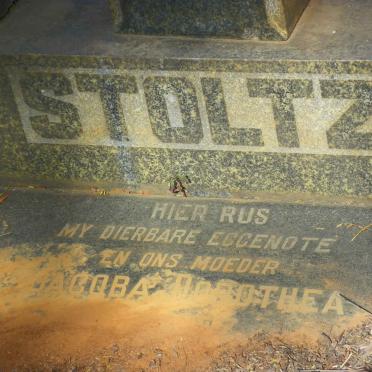 STOLTZ
HIER RUS
MY DIERBARE EGGENOTE
EN ONS MOEDER
JACOBA DOROTHEA